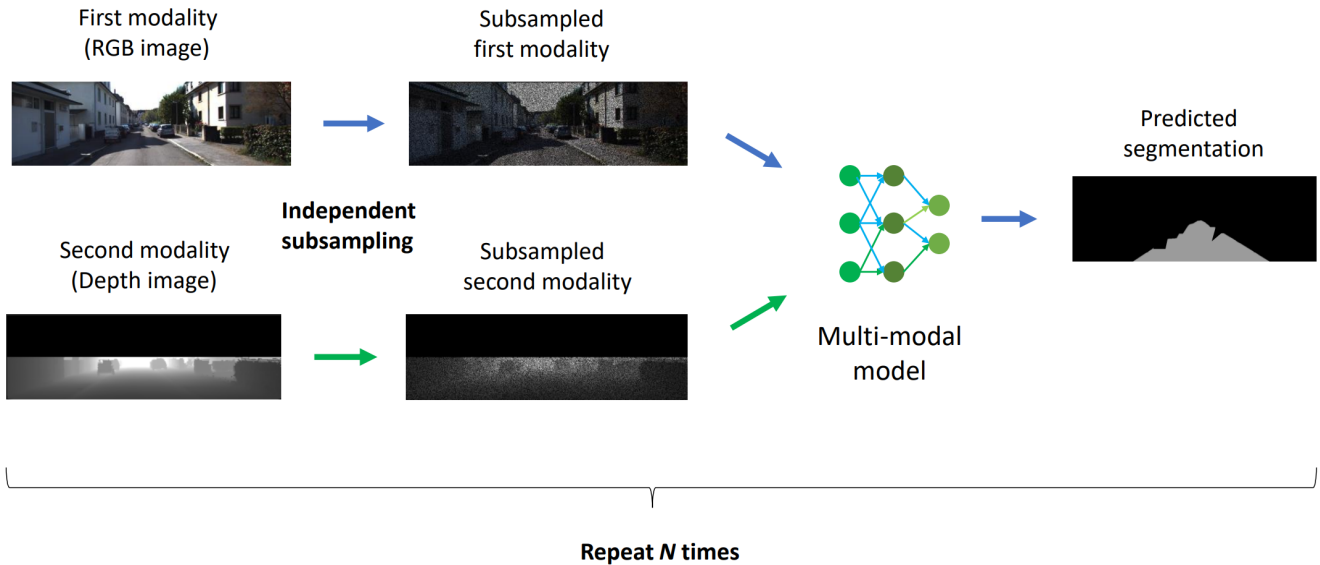 First modality
(RGB image)
Subsampled
first modality
Predicted
segmentation
Independent
subsampling
Second modality
(Depth image)
Subsampled
second modality
Multi-modal
model
Repeat N times